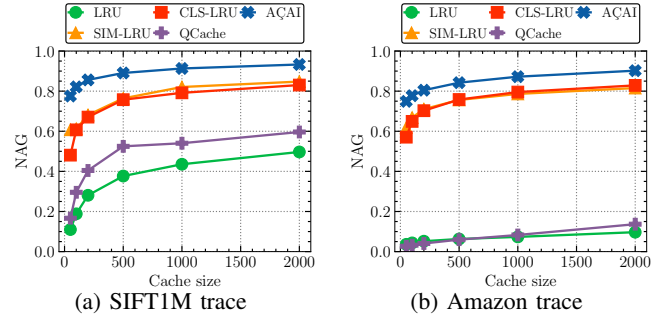 LRU CLS-LRU AÇAI
SIM-LRU QCache
1.0
0.8
0.6
0.4
0.2
0.0
NAG
0 500 1000 1500 2000
Cache size
(a) SIFT1M trace
LRU CLS-LRU AÇAI
SIM-LRU QCache
1.0
0.8
0.6
0.4
0.2
0.0
NAG
0 500 1000 1500 2000
Cache size
(b) Amazon trace